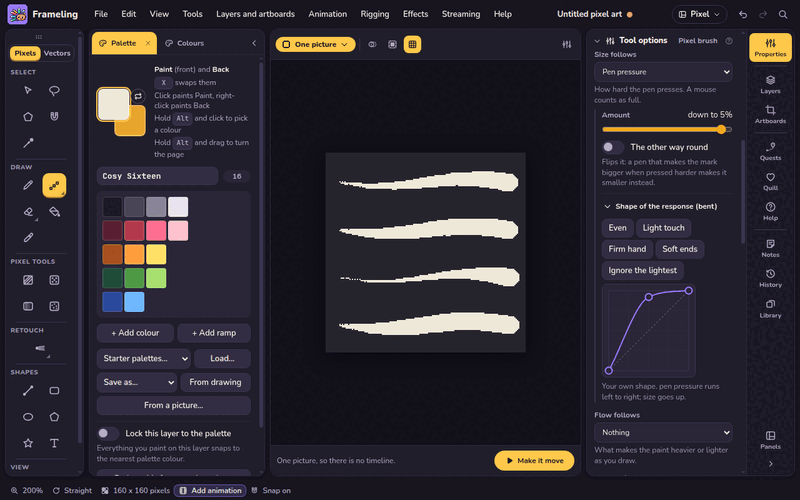 Frameling
File Edit View Tools Layers and artboards Animation Rigging Effects Streaming Help
Untitled pixel art
Pixel
Pixels Vectors
SELECT
DRAW
PIXEL TOOLS
RETOUCH
SHAPES
VIEW
Palette
Colours
Paint (front) and Back
X swaps them
Click paints Paint, right-
click paints Back
Hold Alt and click to pick
a colour
Hold Alt and drag to turn
the page
Cosy Sixteen 16
+ Add colour + Add ramp
Starter palettes... Load...
Save as... From drawing
From a picture...
Lock this layer to the palette
Everything you paint on this layer snaps to
the nearest palette colour.
One picture
One picture, so there is no timeline.
Make it move
Tool options Pixel brush
Size follows
Pen pressure
How hard the pen presses. A mouse
counts as full.
Amount down to 5%
The other way round
Flips it: a pen that makes the mark
bigger when pressed harder makes it
smaller instead.
Shape of the response (bent)
Even Light touch
Firm hand Soft ends
Ignore the lightest
Your own shape. pen pressure runs
left to right; size goes up.
Flow follows
Nothing
What makes the paint heavier or lighter
as you draw.
Properties
Layers
Artboards
Quests
Quill
Help
Notes
History
Library
Panels
200% Straight 160 x 160 pixels Add animation Snap on